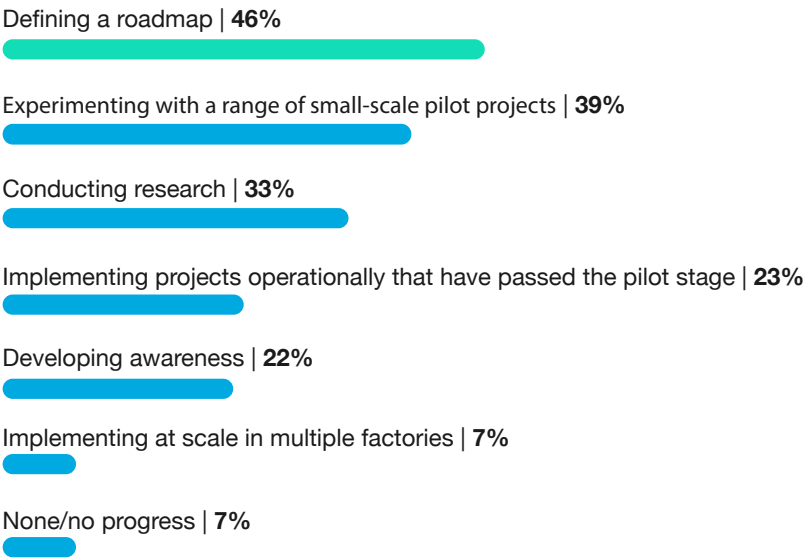 Defining a roadmap | 46%
Experimenting with a range of small-scale pilot projects | 39%
Conducting research | 33%
Implementing projects operationally that have passed the pilot stage | 23%
Developing awareness | 22%
Implementing at scale in multiple factories | 7%
None/no progress | 7%